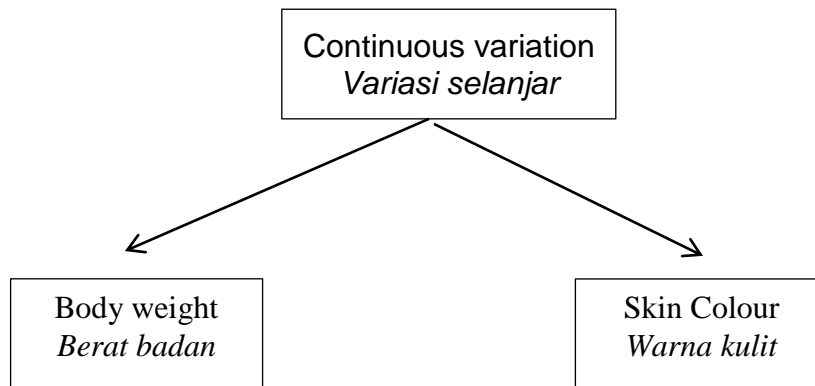 Continuous variation
Variasi selanjar
Body weight
Berat badan
Skin Colour
Warna kulit